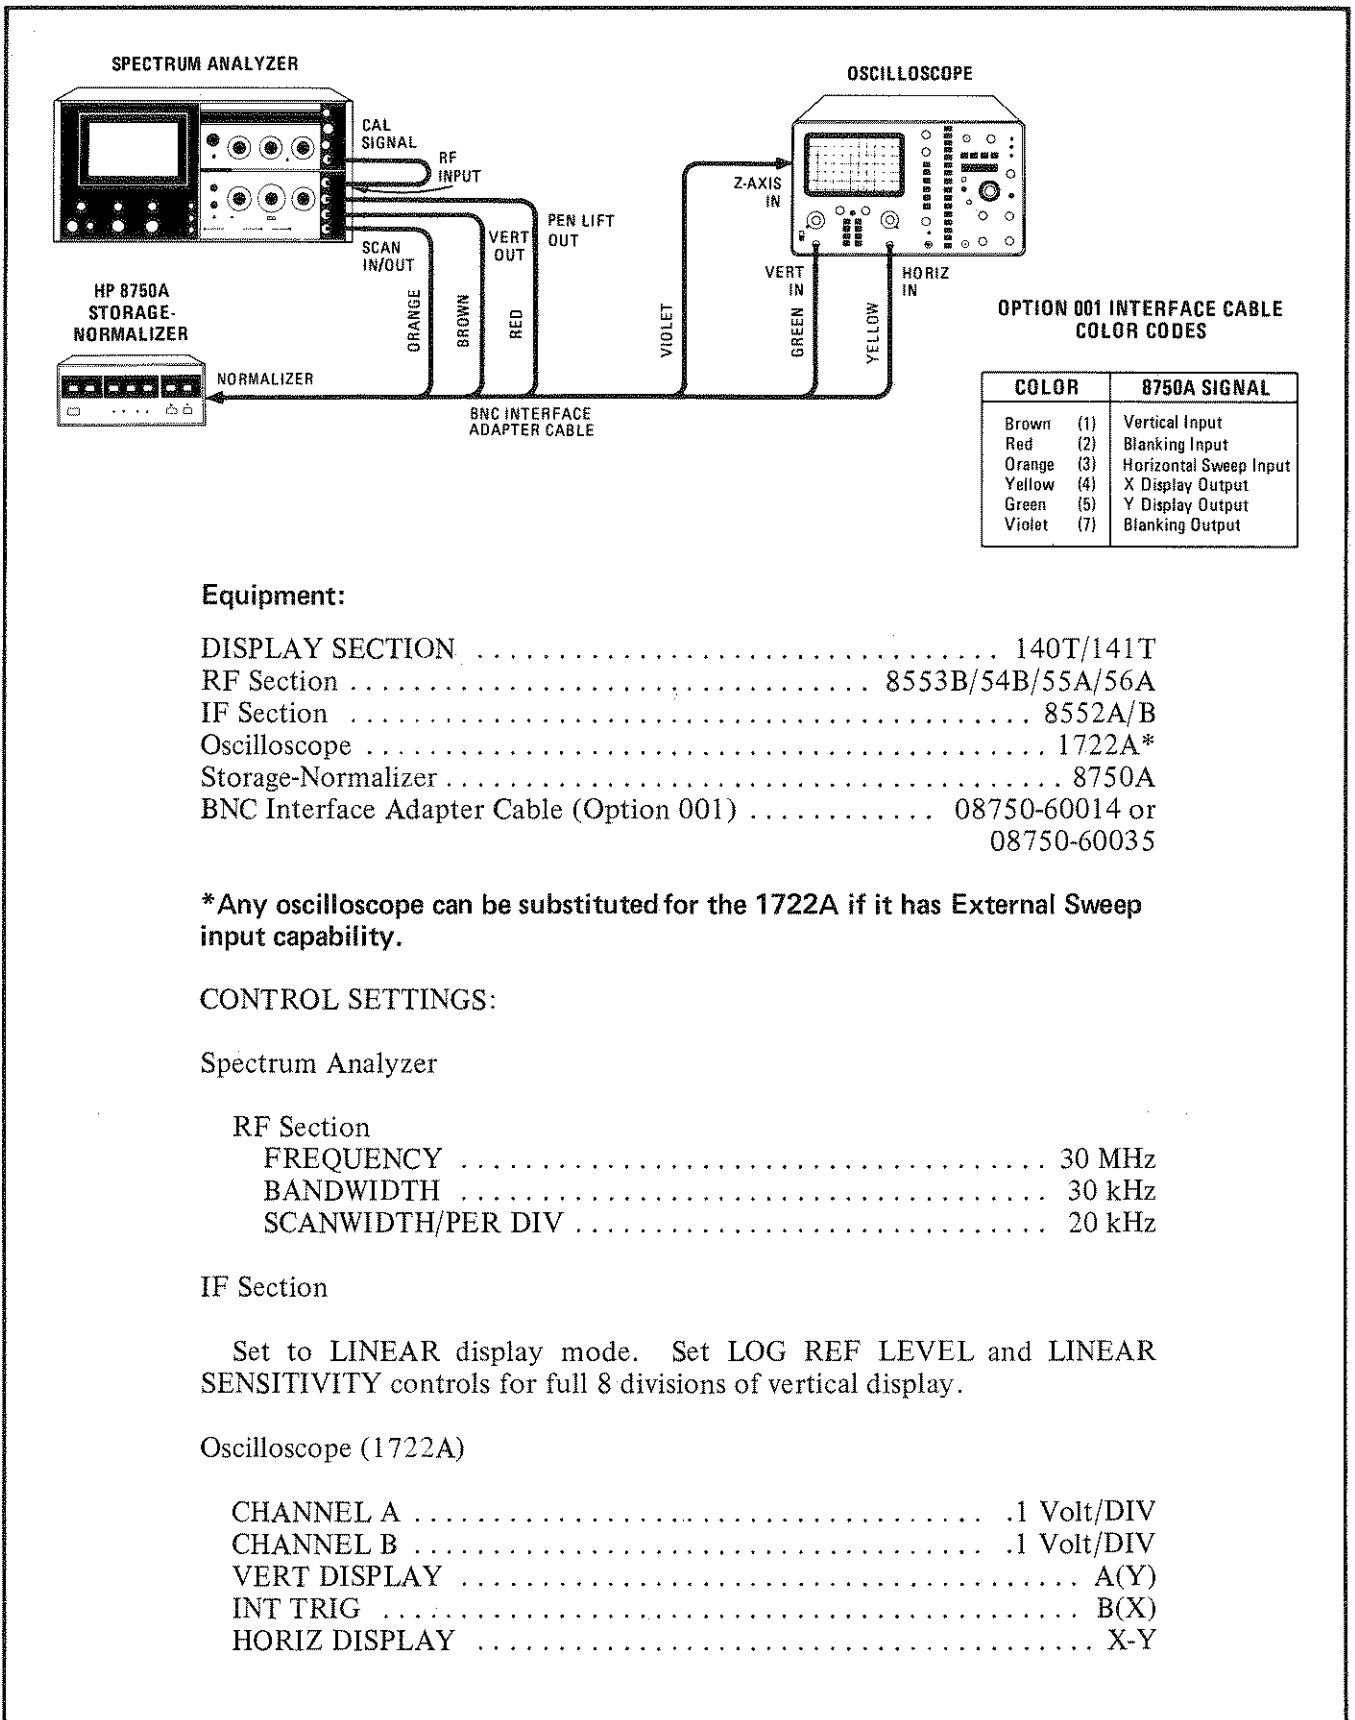 SPECTRUM ANALYZER
CAL
SIGNAL
RF
INPUT
SCAN
IN/OUT
VERT
OUT
PEN LIFT
OUT
ORANGE
BROWN
RED
HP 8750A
STORAGE-
NORMALIZER
NORMALIZER
BNC INTERFACE
ADAPTER CABLE
OSCILLOSCOPE
Z-AXIS
IN
VERT
IN
HORIZ
IN
VIOLET
GREEN
YELLOW
OPTION 001 INTERFACE CABLE
COLOR CODES
COLOR 8750A SIGNAL
Brown (1) Vertical Input
Red (2) Blanking Input
Orange (3) Horizontal Sweep Input
Yellow (4) X Display Output
Green (5) Y Display Output
Violet (7) Blanking Output
Equipment:
DISPLAY SECTION . . . . . . . . . . . . . . . . . . . . 140T/141T
RF Section . . . . . . . . . . . . . . . . . . . . 8553B/54B/55A/56A
IF Section . . . . . . . . . . . . . . . . . . . . 8552A/B
Oscilloscope . . . . . . . . . . . . . . . . . . . . 1722A*
Storage-Normalizer . . . . . . . . . . . . . . . . . . . . 8750A
BNC Interface Adapter Cable (Option 001) . . . . . . . . . . . . 08750-60014 or
08750-60035
*Any oscilloscope can be substituted for the 1722A if it has External Sweep
input capability.
CONTROL SETTINGS:
Spectrum Analyzer
RF Section
FREQUENCY . . . . . . . . . . . . . . . . . . . . 30 MHz
BANDWIDTH . . . . . . . . . . . . . . . . . . . . 30 kHz
SCANWIDTH/PER DIV . . . . . . . . . . . . . . . . . . . . 20 kHz
IF Section
Set to LINEAR display mode. Set LOG REF LEVEL and LINEAR
SENSITIVITY controls for full 8 divisions of vertical display.
Oscilloscope (1722A)
CHANNEL A . . . . . . . . . . . . . . . . . . . . .1 Volt/DIV
CHANNEL B . . . . . . . . . . . . . . . . . . . . .1 Volt/DIV
VERT DISPLAY . . . . . . . . . . . . . . . . . . . . A(Y)
INT TRIG . . . . . . . . . . . . . . . . . . . . B(X)
HORIZ DISPLAY . . . . . . . . . . . . . . . . . . . . X-Y